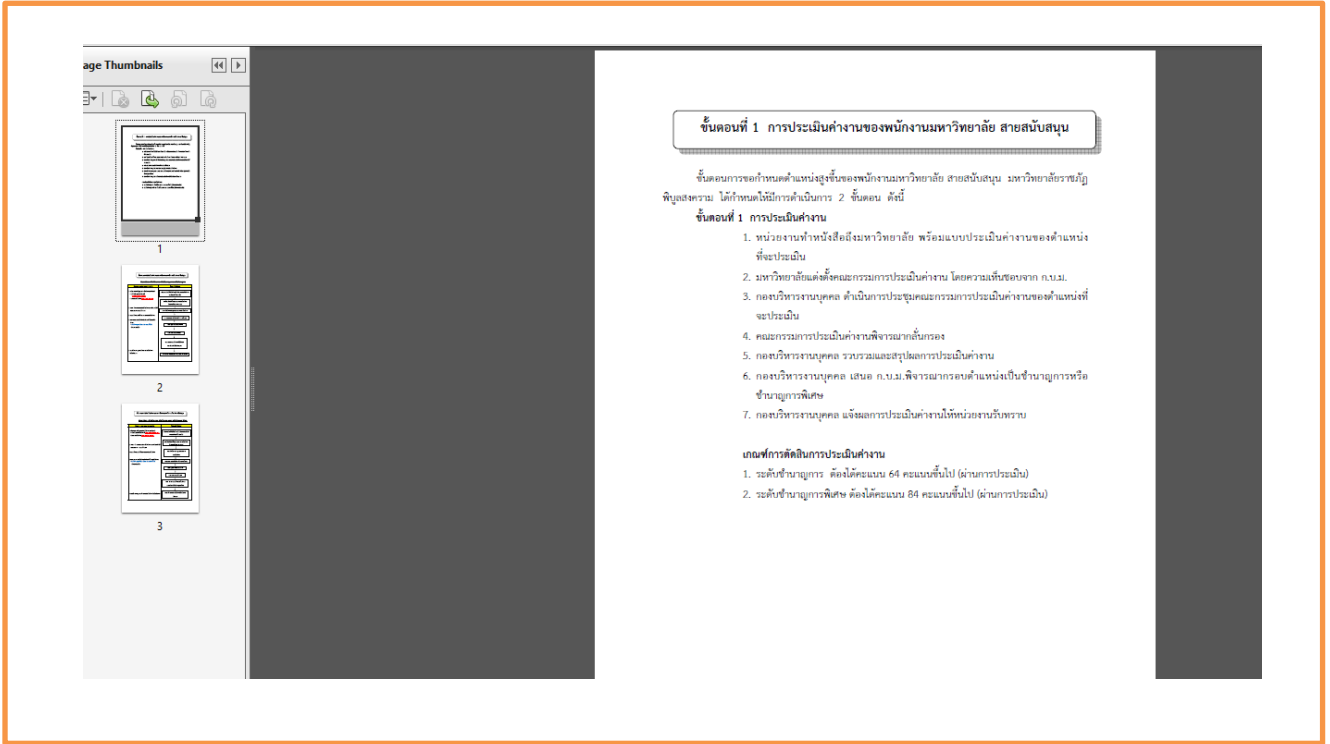 age Thumbnails
1
2
3
ขั้นตอนที่ 1 การประเมินค่างานของพนักงานมหาวิทยาลัย สายสนับสนุน
ขั้นตอนการขอกำหนดตำแหน่งสูงขึ้นของพนักงานมหาวิทยาลัย สายสนับสนุน มหาวิทยาลัยราชภัฏ
พิบูลสงคราม ได้กำหนดให้มีการดำเนินการ 2 ขั้นตอน ดังนี้
ขั้นตอนที่ 1 การประเมินค่างาน
1. หน่วยงานทำหนังสือถึงมหาวิทยาลัย พร้อมแบบประเมินค่างานของตำแหน่ง
ที่จะประเมิน
2. มหาวิทยาลัยแต่งตั้งคณะกรรมการประเมินค่างาน โดยความเห็นชอบจาก ก.บ.ม.
3. กองบริหารงานบุคคล ดำเนินการประชุมคณะกรรมการประเมินค่างานของตำแหน่งที่
จะประเมิน
4. คณะกรรมการประเมินค่างานพิจารณากลั่นกรอง
5. กองบริหารงานบุคคล รวบรวมและสรุปผลการประเมินค่างาน
6. กองบริหารงานบุคคล เสนอ ก.บ.ม.พิจารณากรอบตำแหน่งเป็นชำนาญการหรือ
ชำนาญการพิเศษ
7. กองบริหารงานบุคคล แจ้งผลการประเมินค่างานให้หน่วยงานรับทราบ
เกณฑ์การตัดสินการประเมินค่างาน
1. ระดับชำนาญการ ต้องได้คะแนน 64 คะแนนขึ้นไป (ผ่านการประเมิน)
2. ระดับชำนาญการพิเศษ ต้องได้คะแนน 84 คะแนนขึ้นไป (ผ่านการประเมิน)